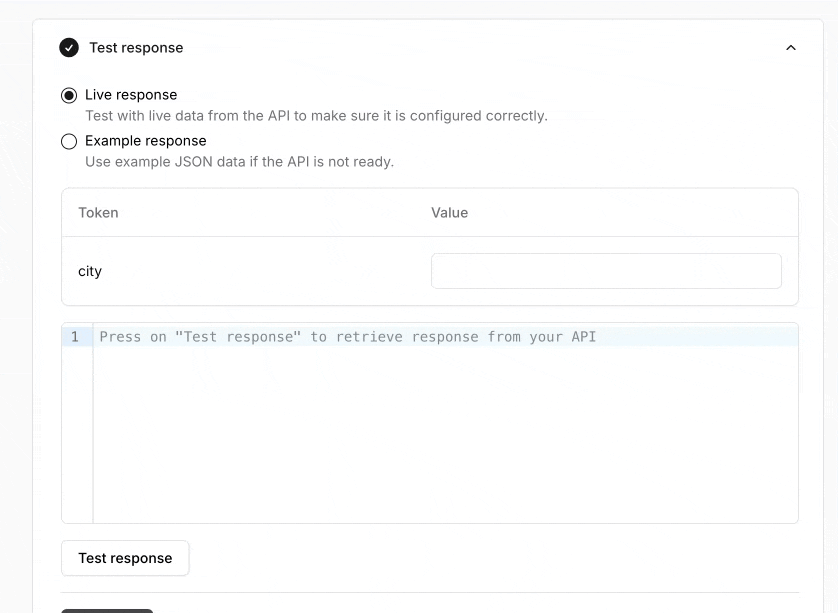 Test response
Live response
Test with live data from the API to make sure it is configured correctly.
Example response
Use example JSON data if the API is not ready.
Token Value
city
1 Press on "Test response" to retrieve response from your API
Test response